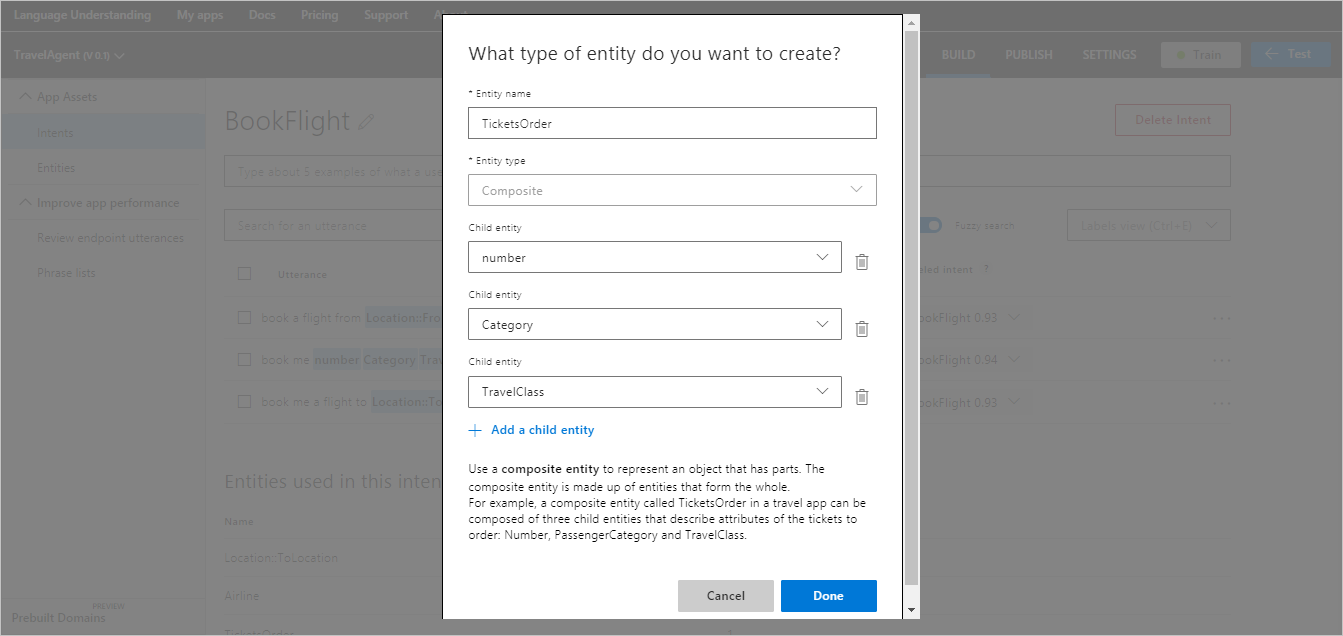 Language Understanding My apps Docs Pricing Support About
TravelAgent (V 0.1) BUILD PUBLISH SETTINGS Train Test
App Assets
Intents
Entities
Improve app performance
Review endpoint utterances
Phrase lists
PREVIEW
Prebuilt Domains
BookFlight
Delete Intent
Type about 5 examples of what a use
Search for an utterance
Fuzzy search
Labels view (Ctrl+E)
Utterance
led Intent ?
book a flight from Location::Fro
ookFlight 0.93 ...
book me number Category Trav
ookFlight 0.94 ...
book me a flight to Location::To
ookFlight 0.93 ...
Entities used in this inten
Name
Location::TpLocation
Airline
TicketsOrder 1
What type of entity do you want to create?
* Entity name
TicketsOrder
* Entity type
Composite
Child entity
number
Child entity
Category
Child entity
TravelClass
Add a child entity
Use a composite entity to represent an object that has parts. The
composite entity is made up of entities that form the whole.
For example, a composite entity called TicketsOrder in a travel app can be
composed of three child entities that describe attributes of the tickets to
order: Number, PassengerCategory and TravelClass.
Cancel Done